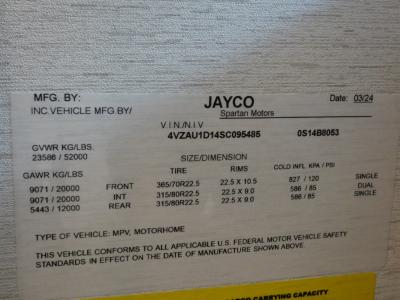 MFG. BY: JAYCO Date: 03/24
INC.VEHICLE MFG BY/ Spartan Motors
V.I.N./N.I.V
4VZAU1D14SC095485 0S14B8053
GVWR KG/LBS.
23586 / 52000 SIZE/DIMENSION
TIRE RIMS COLD INFL. KPA / PSI
GAWR KG/LBS.
9071 / 20000 FRONT 365/70R22.5 22.5 X 10.5 827 / 120 SINGLE
9071 / 20000 INT 315/80R22.5 22.5 X 9.0 586 / 85 DUAL
5443 / 12000 REAR 315/80R22.5 22.5 X 9.0 586 / 85 SINGLE
TYPE OF VEHICLE: MPV, MOTORHOME
THIS VEHICLE CONFORMS TO ALL APPLICABLE U.S. FEDERAL MOTOR VEHICLE SAFETY
STANDARDS IN EFFECT ON THE DATE OF MANUFACTURE SHOWN ABOVE.
CARRYING CAPACITY